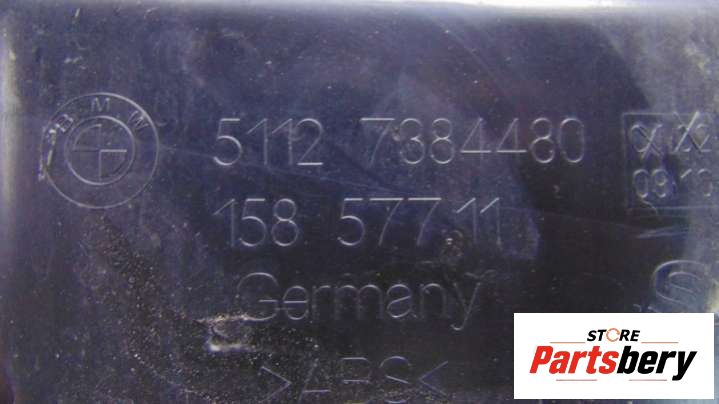 BMW
5112 7384480
158 577 11
Germany
>ABS<
STORE
Partsbery